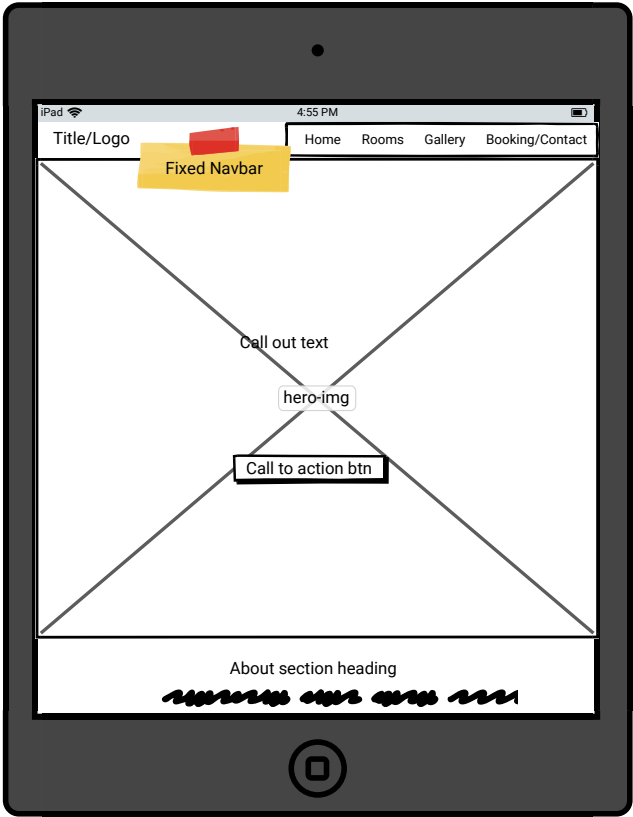 iPad 4:55 PM
Title/Logo Home Rooms Gallery Booking/Contact
Fixed Navbar
Call out text
hero-img
Call to action btn
About section heading